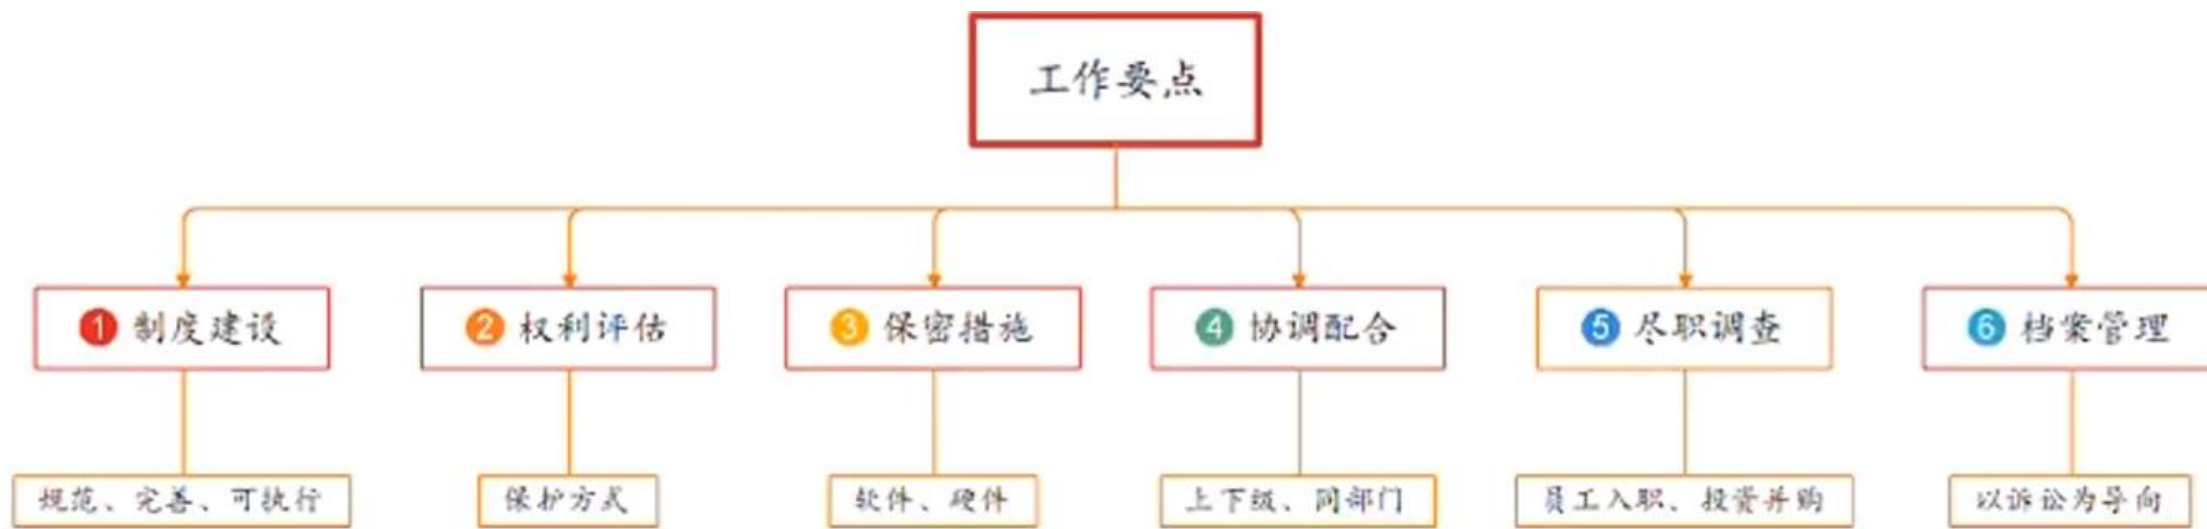 工作要点
1 制度建设
2 权利评估
3 保密措施
4 协调配合
5 尽职调查
6 档案管理
规范、完善、可执行
保护方式
软件、硬件
上下级、同部门
员工入职、投资并购
以诉讼为导向